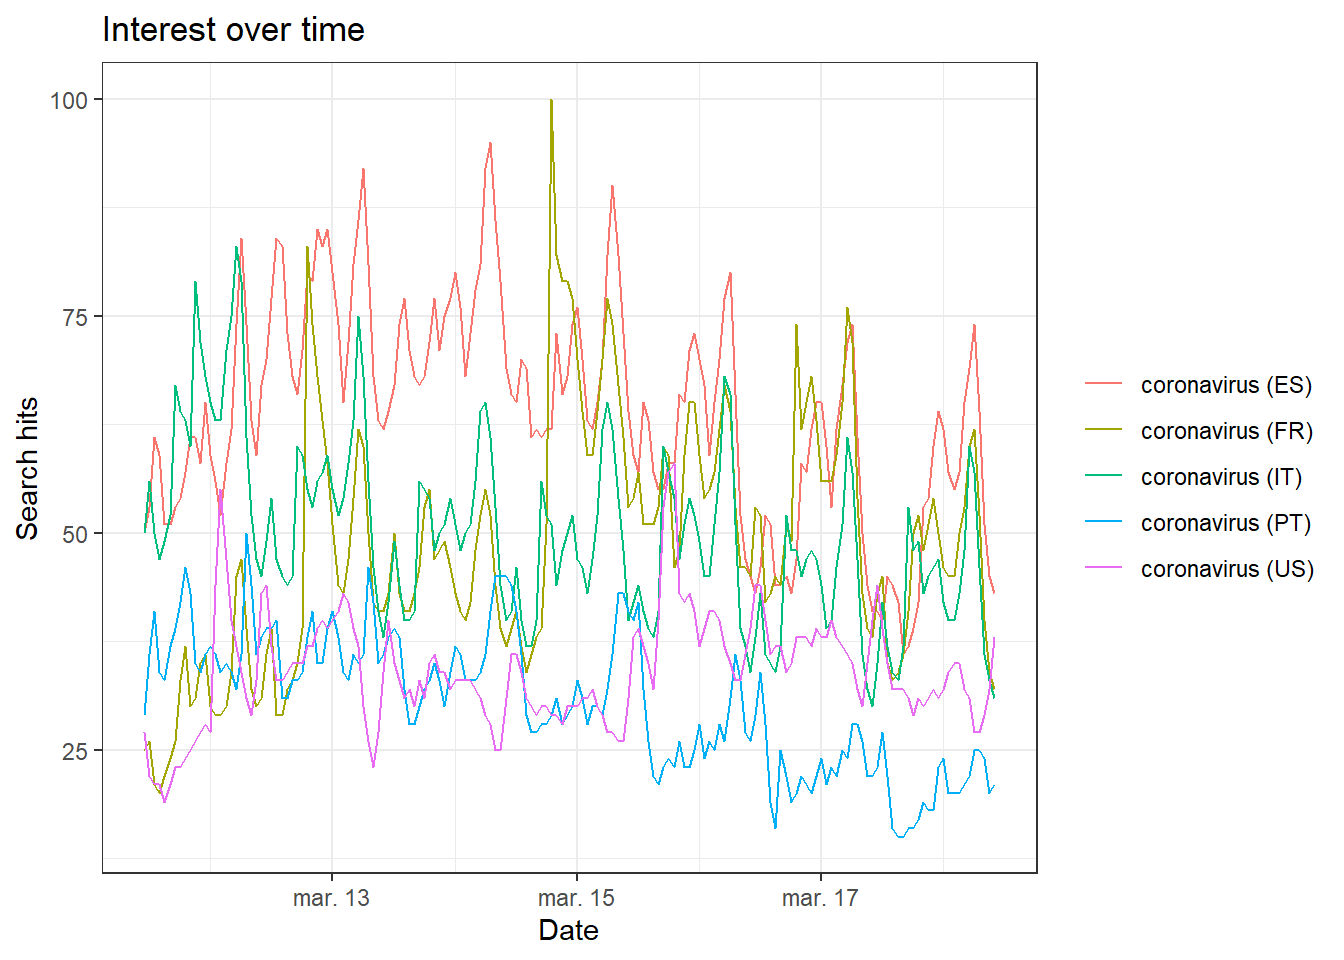 Interest over time
100
75
50
25
Search hits
mar. 13
mar. 15
mar. 17
Date
coronavirus (ES)
coronavirus (FR)
coronavirus (IT)
coronavirus (PT)
coronavirus (US)